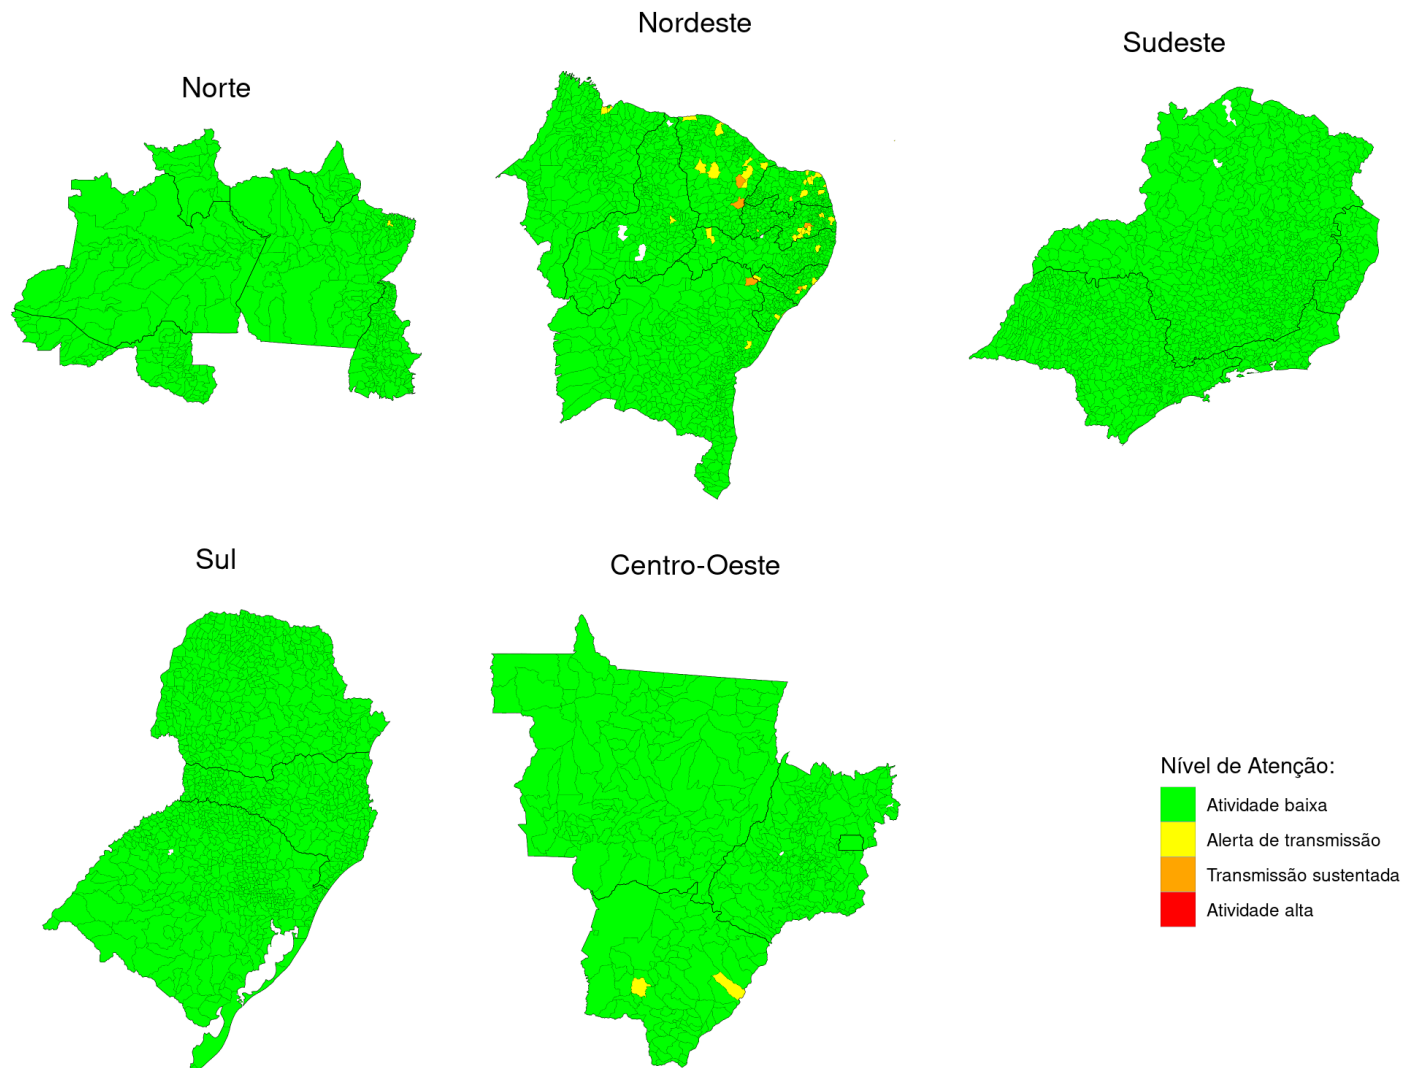 Norte
Nordeste
Sudeste
Sul
Centro-Oeste
Nível de Atenção:
Atividade baixa
Alerta de transmissão
Transmissão sustentada
Atividade alta